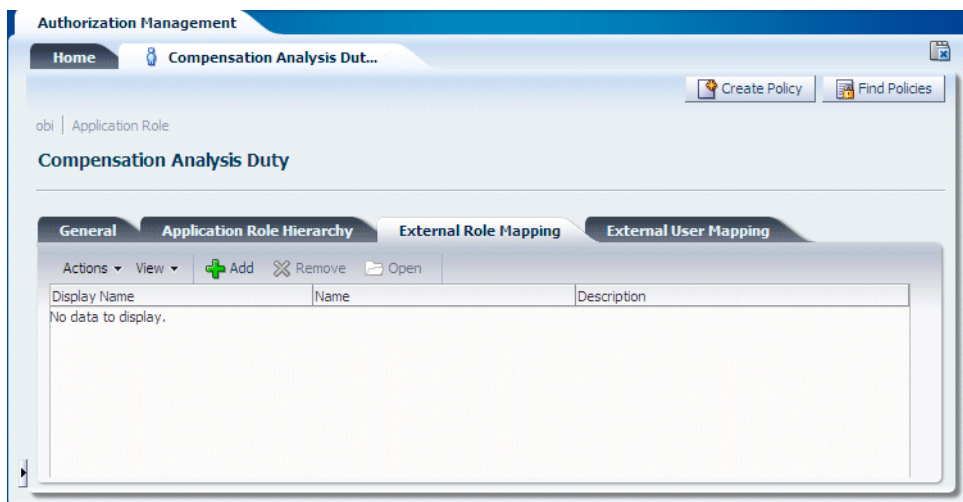 Authorization Management
Home Compensation Analysis Dut...
Create Policy Find Policies
obi | Application Role
Compensation Analysis Duty
General Application Role Hierarchy External Role Mapping External User Mapping
Actions View Add Remove Open
Display Name Name Description
No data to display.